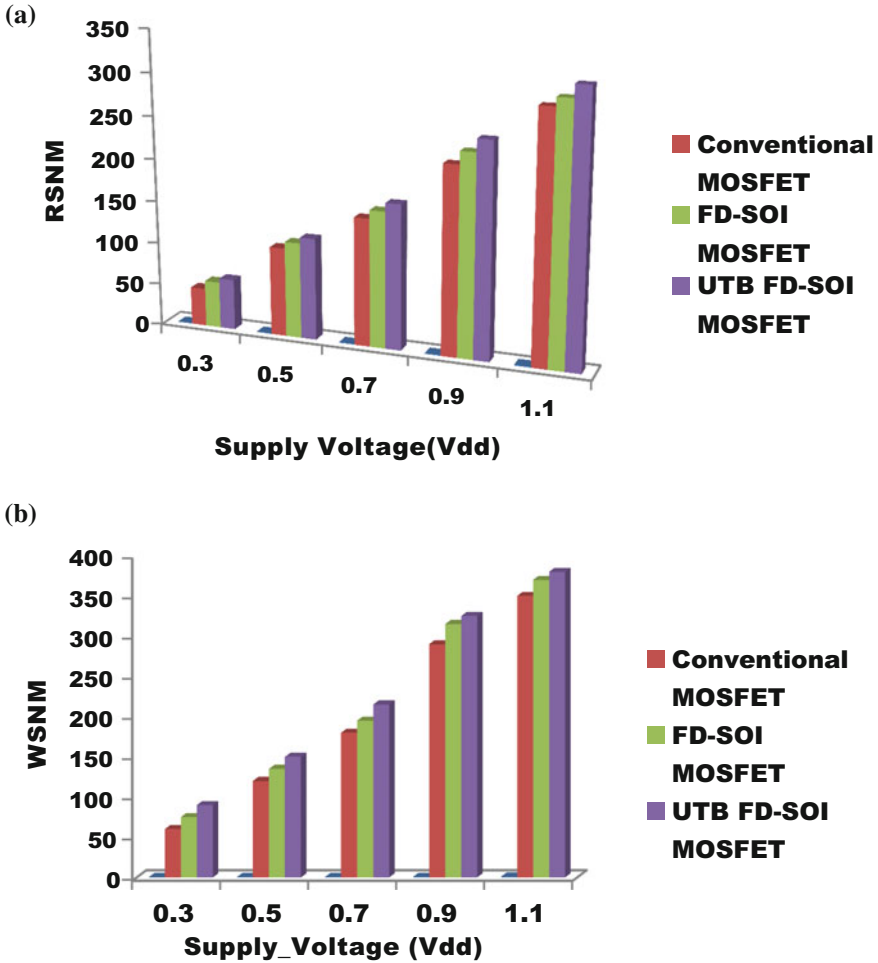 (a)
350
300
250
200
150
100
50
0
RSNM
0.3
0.5
0.7
0.9
1.1
Supply Voltage(Vdd)
Conventional
MOSFET
FD-SOI
MOSFET
UTB FD-SOI
MOSFET
(b)
400
350
300
250
200
150
100
50
0
WSNM
0.3
0.5
0.7
0.9
1.1
Supply_Voltage (Vdd)
Conventional
MOSFET
FD-SOI
MOSFET
UTB FD-SOI
MOSFET